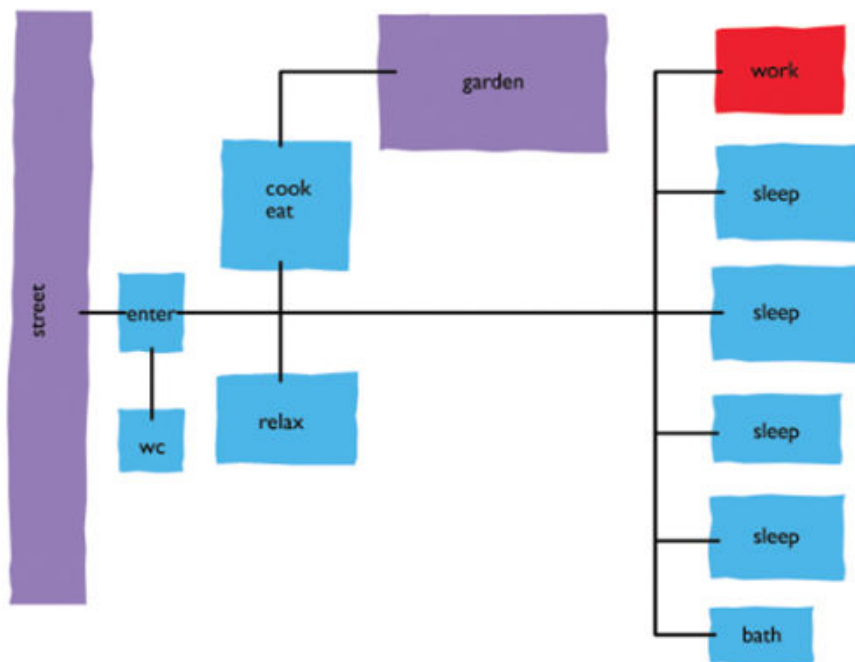 street
enter
wc
cook
eat
relax
garden
work
sleep
sleep
sleep
sleep
bath